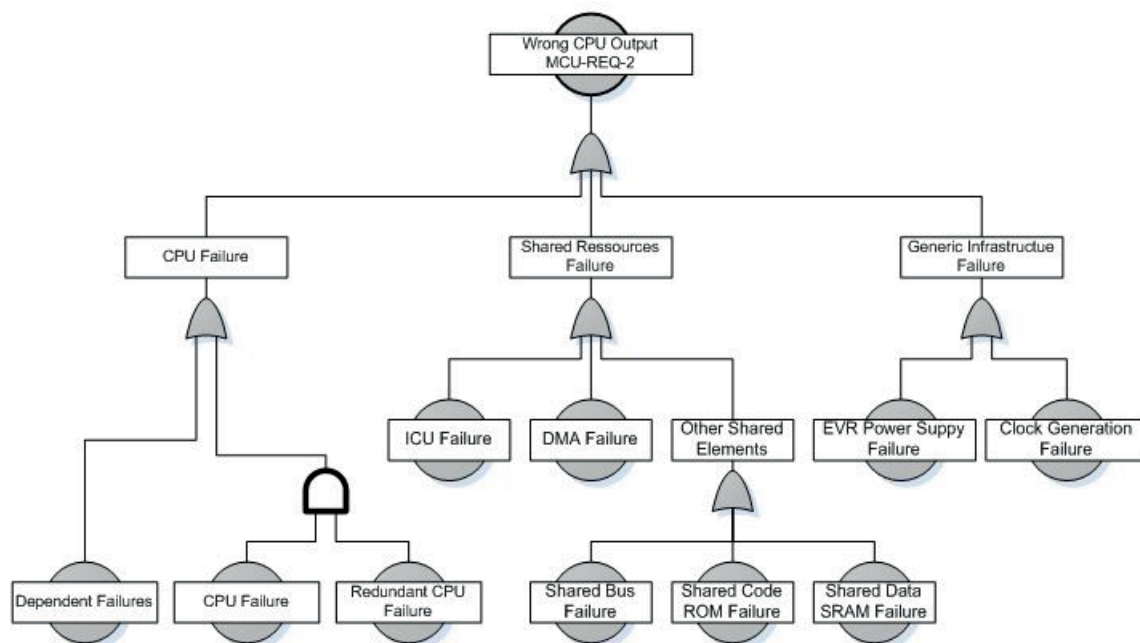 Wrong CPU Output
MCU-REQ-2
CPU Failure
Shared Ressources
Failure
Generic Infrastructue
Failure
ICU Failure
DMA Failure
Other Shared
Elements
EVR Power Suppy
Failure
Clock Generation
Failure
Dependent Failures
CPU Failure
Redundant CPU
Failure
Shared Bus
Failure
Shared Code
ROM Failure
Shared Data
SRAM Failure